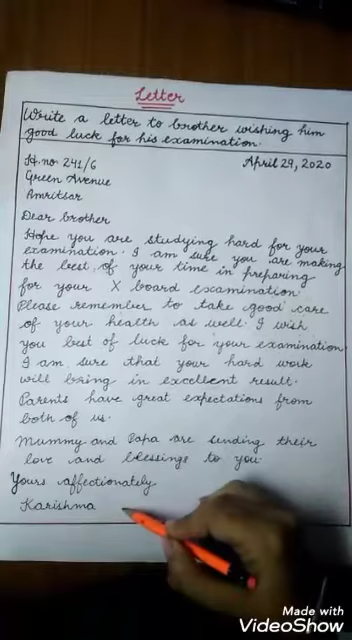 Letter
Write a letter to brother wishing him
good luck for his examination.
H.no 241/6 April 29, 2020
Green Avenue
Amritsar
Dear brother
Hope you are studying hard for your
examination. I am sure you are making
the best of your time in preparing
for your X board examination.
Please remember to take good care
of your health as well. I wish
you best of luck for your examination.
I am sure that your hard work
will bring in excellent result.
Parents have great expectations from
both of us.
Mummy and Papa are sending their
love and blessings to you.
Yours affectionately
Karishma
Made with
VideoShow